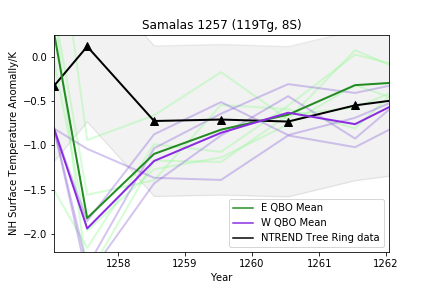 Samalas 1257 (119Tg, 8S)
NH Surface Temperature Anomaly/K
0.0
−0.5
−1.0
−1.5
−2.0
E QBO Mean
W QBO Mean
NTREND Tree Ring data
1258
1259
1260
1261
1262
Year